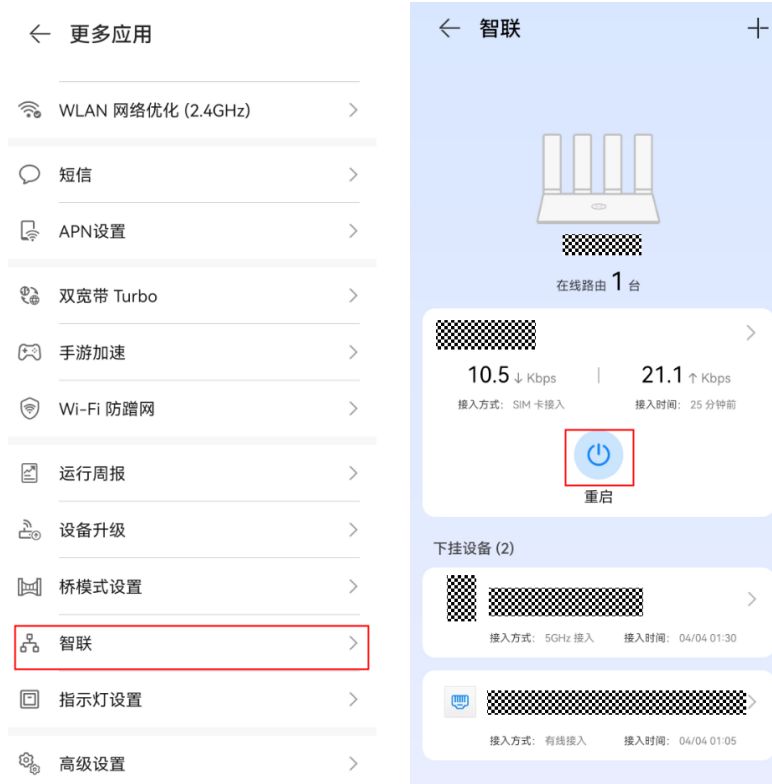 更多应用
WLAN 网络优化 (2.4GHz)
短信
APN设置
双宽带 Turbo
手游加速
Wi-Fi 防蹭网
运行周报
设备升级
桥模式设置
智联
指示灯设置
高级设置
智联
在线路由 1 台
10.5 ↓ Kbps | 21.1 ↑ Kbps
接入方式： SIM 卡接入 接入时间： 25 分钟前
重启
下挂设备 (2)
接入方式： 5GHz 接入 接入时间： 04/04 01:30
接入方式： 有线接入 接入时间： 04/04 01:05